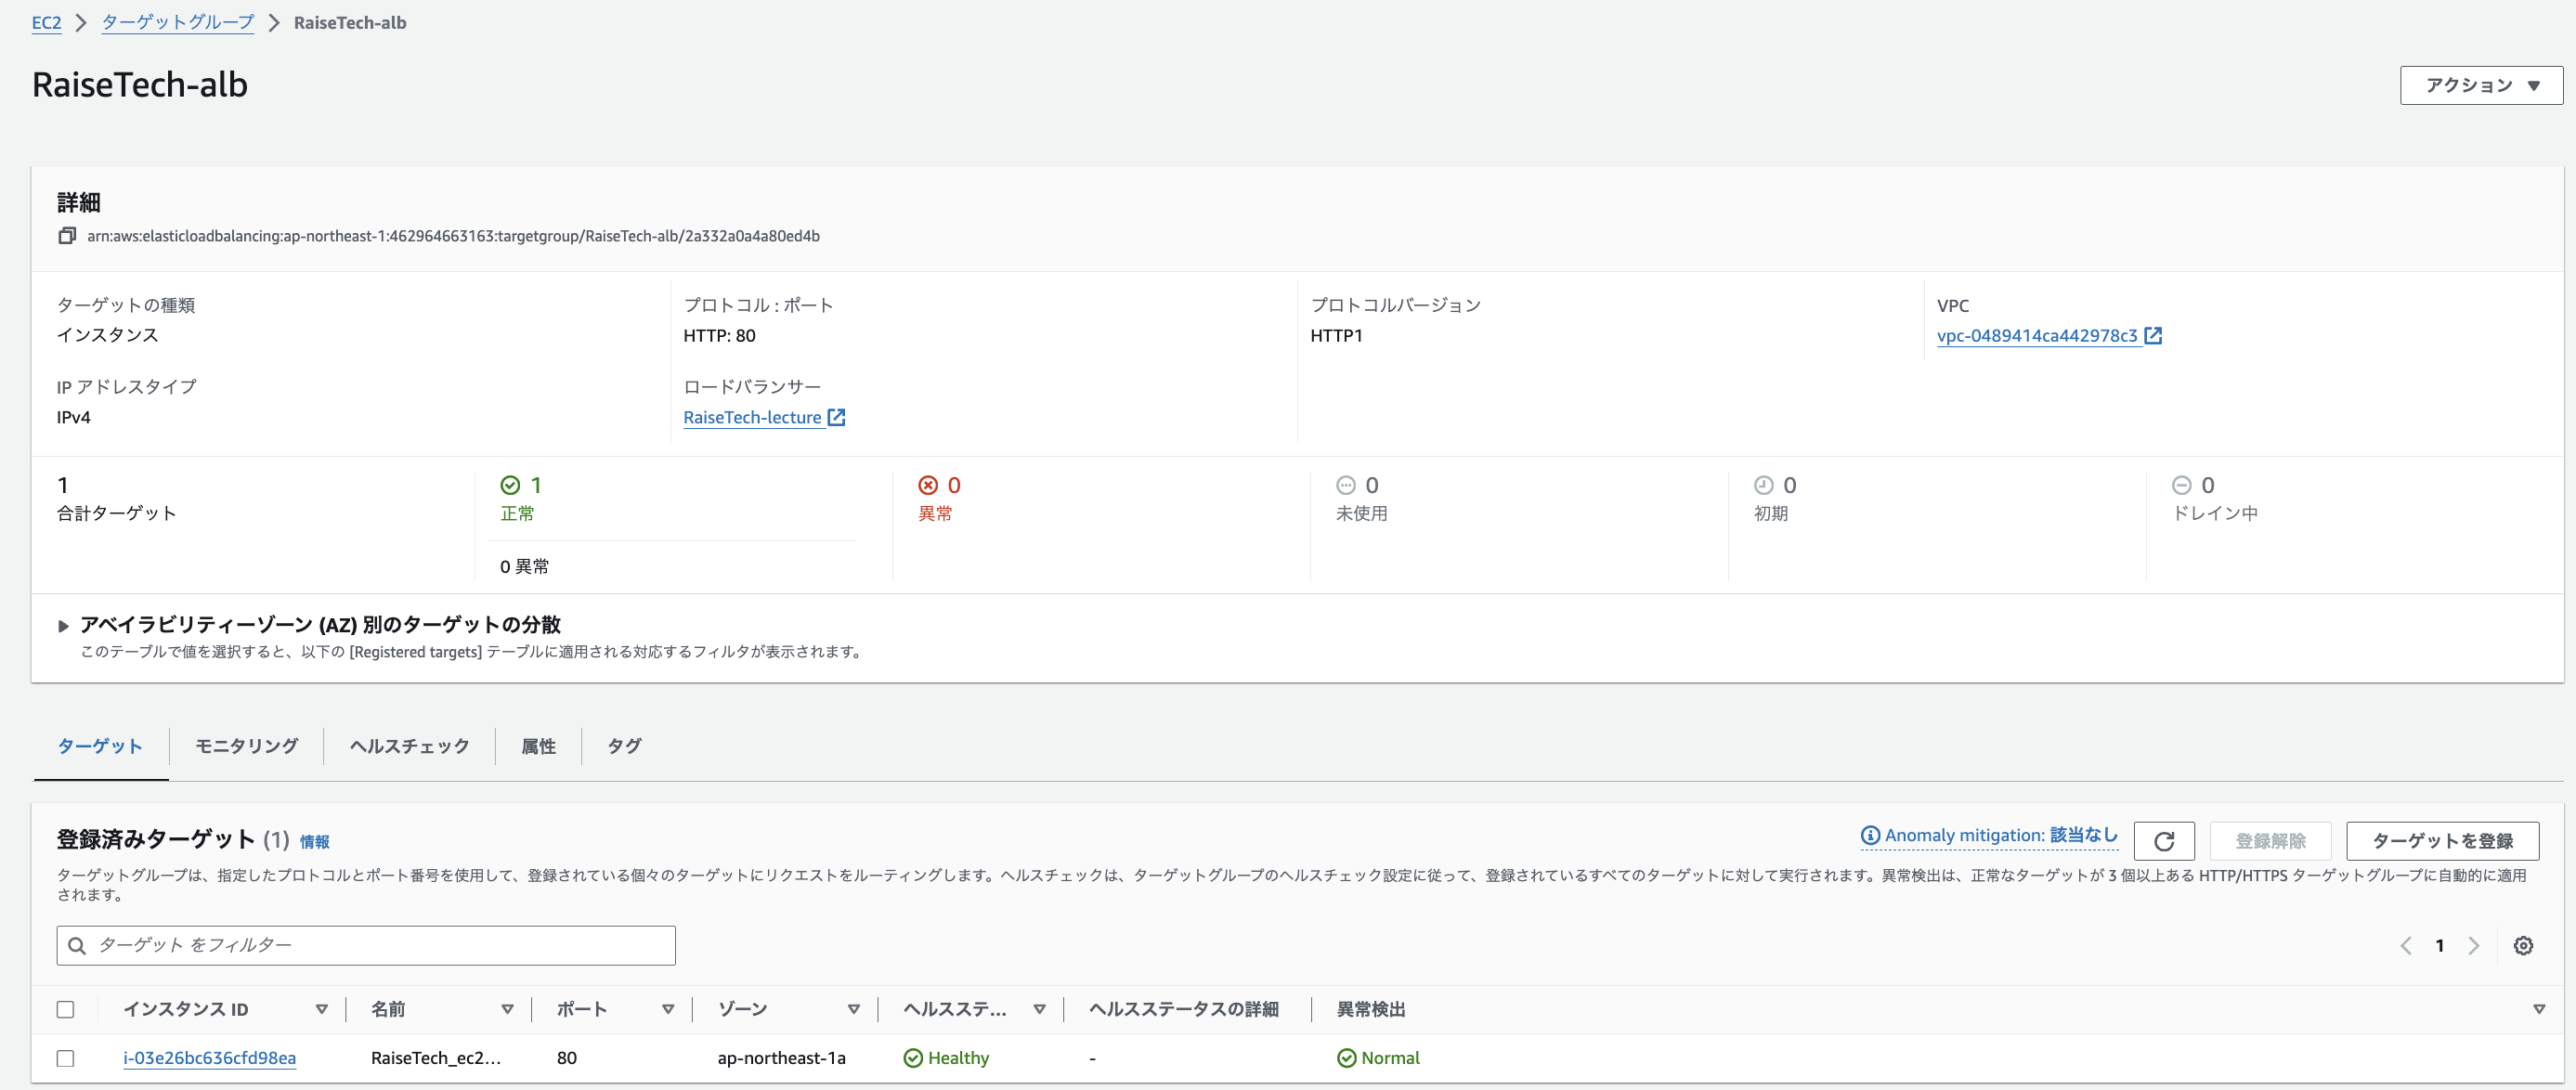 EC2 > ターゲットグループ > RaiseTech-alb
RaiseTech-alb
アクション ▼
詳細
arn:aws:elasticloadbalancing:ap-northeast-1:462964663163:targetgroup/RaiseTech-alb/2a332a0a4a80ed4b
ターゲットの種類
インスタンス
プロトコル : ポート
HTTP: 80
プロトコルバージョン
HTTP1
VPC
vpc-0489414ca442978c3
IP アドレスタイプ
IPv4
ロードバランサー
RaiseTech-lecture
1
合計ターゲット
1
正常
0 異常
0
異常
0
未使用
0
初期
0
ドレイン中
アベイラビリティーゾーン (AZ) 別のターゲットの分散
このテーブルで値を選択すると、以下の [Registered targets] テーブルに適用される対応するフィルタが表示されます。
ターゲット モニタリング ヘルスチェック 属性 タグ
登録済みターゲット (1) 情報
Anomaly mitigation: 該当なし
登録解除
ターゲットを登録
ターゲットグループは、指定したプロトコルとポート番号を使用して、登録されている個々のターゲットにリクエストをルーティングします。ヘルスチェックは、ターゲットグループのヘルスチェック設定に従って、登録されているすべてのターゲットに対して実行されます。異常検出は、正常なターゲットが 3 個以上ある HTTP/HTTPS ターゲットグループに自動的に適用
されます。
ターゲット をフィルター
1
インスタンス ID 名前 ポート ゾーン ヘルスステ... ヘルスステータスの詳細 異常検出
i-03e26bc636cfd98ea RaiseTech_ec2... 80 ap-northeast-1a Healthy - Normal